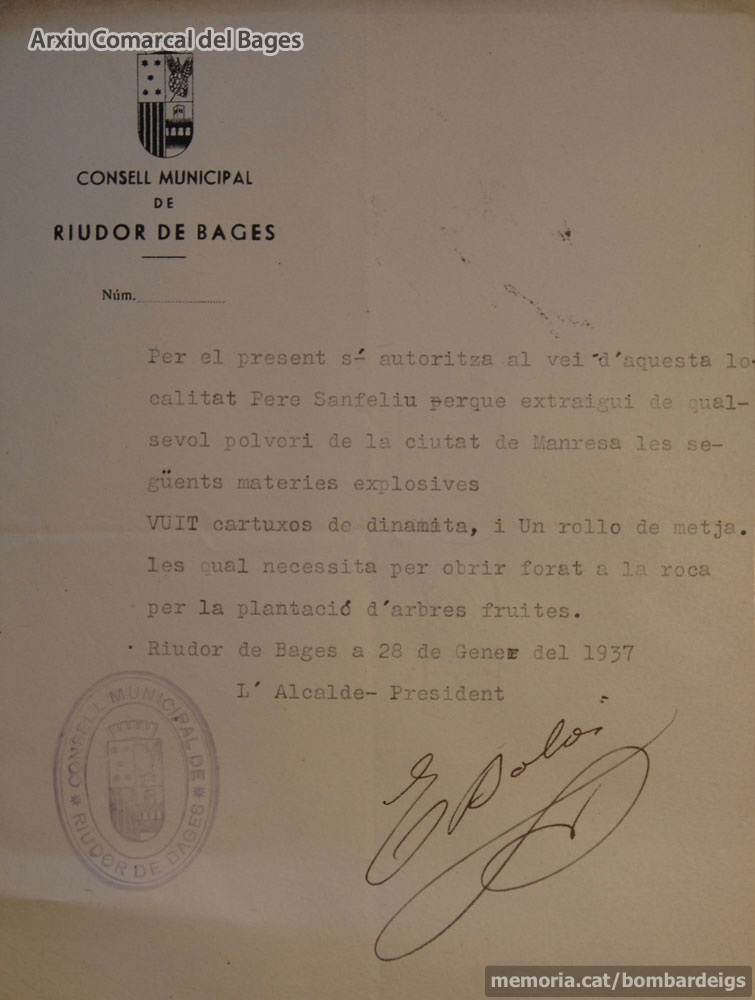 Arxiu Comarcal del Bages
CONSELL MUNICIPAL
DE
RIUDOR DE BAGES
Núm.
Per el present s' autoritza al vei d'aquesta lo-
calitat Pere Sanfeliu perque extraigui de qual-
sevol polvori de la ciutat de Manresa les se-
güents materies explosives
VUIT cartuxos de dinamita, i Un rollo de metja.
les qual necessita per obrir forat a la roca
per la plantació d'arbres fruites.
Riudor de Bages a 28 de Gener del 1937
L' Alcalde- President
CONSELL MUNICIPAL DE
RIUDOR DE BAGES
memoria.cat/bombardeigs